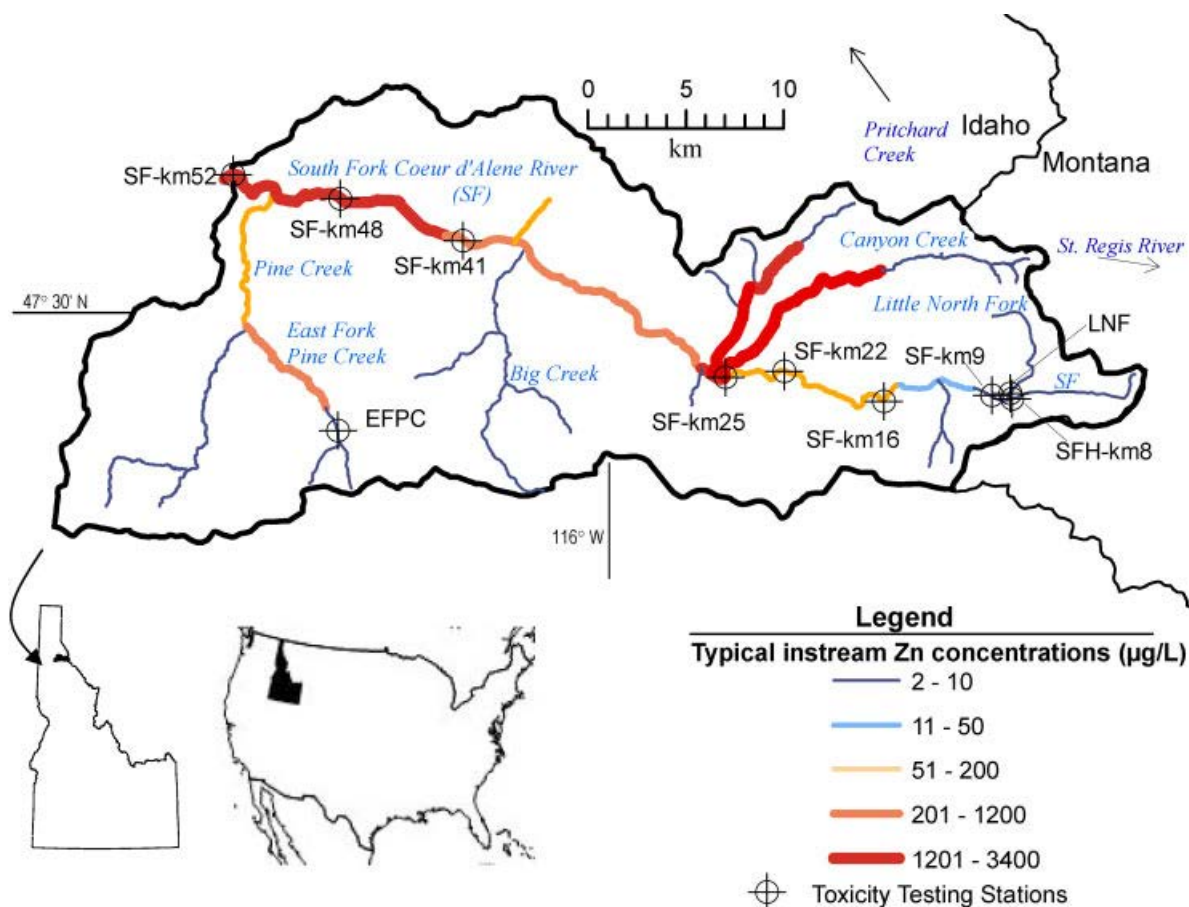 0 5 10
km
Pritchard
Creek
Idaho
Montana
South Fork Coeur d'Alene River
(SF)
SF-km52
SF-km48
SF-km41
Canyon Creek
St. Regis River
Pine Creek
47° 30' N
Little North Fork
East Fork
Pine Creek
LNF
SF-km22
SF-km9
Big Creek
SF
EFPC
SF-km25
SF-km16
SFH-km8
116° W
Legend
Typical instream Zn concentrations (µg/L)
2 - 10
11 - 50
51 - 200
201 - 1200
1201 - 3400
Toxicity Testing Stations